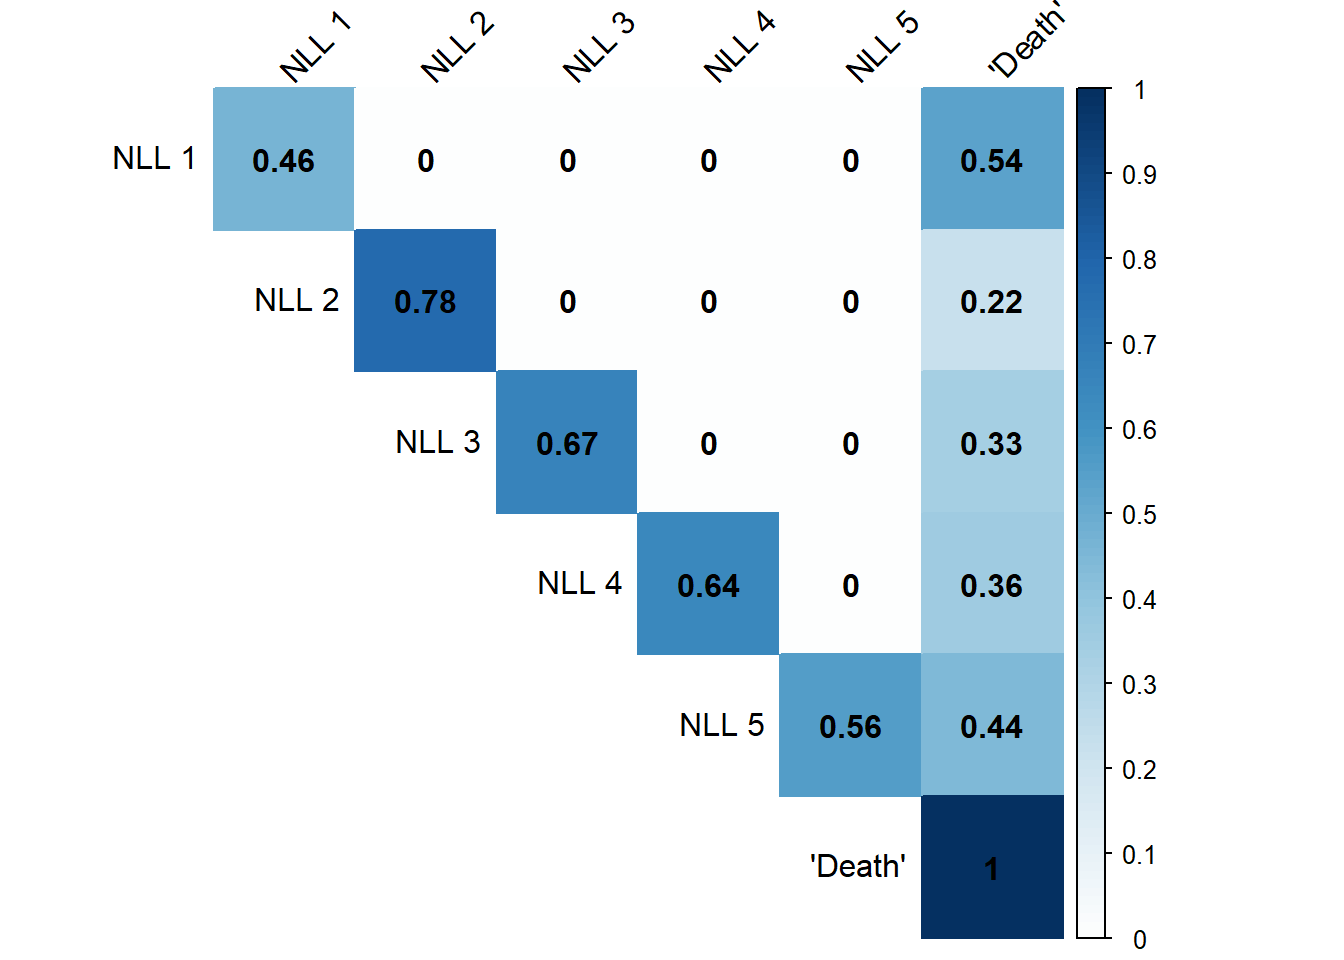 NLL 1 NLL 2 NLL 3 NLL 4 NLL 5 'Death'
NLL 1 0.46 0 0 0 0 0.54
NLL 2 0.78 0 0 0 0.22
NLL 3 0.67 0 0 0.33
NLL 4 0.64 0 0.36
NLL 5 0.56 0.44
'Death' 1
1
0.9
0.8
0.7
0.6
0.5
0.4
0.3
0.2
0.1
0